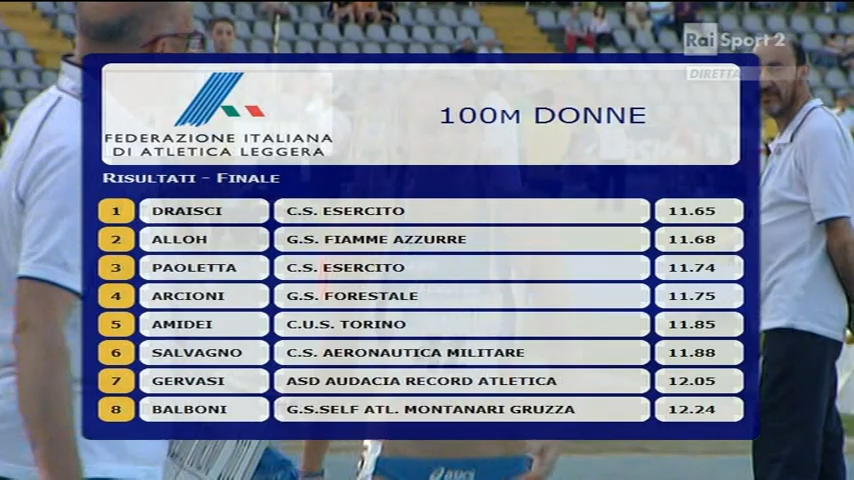 Rai Sport 2
DIRETTA
FEDERAZIONE ITALIANA
DI ATLETICA LEGGERA
100M DONNE
RISULTATI - FINALE
1 DRAISCI C.S. ESERCITO 11.65
2 ALLOH G.S. FIAMME AZZURRE 11.68
3 PAOLETTA C.S. ESERCITO 11.74
4 ARCIONI G.S. FORESTALE 11.75
5 AMIDEI C.U.S. TORINO 11.85
6 SALVAGNO C.S. AERONAUTICA MILITARE 11.88
7 GERVASI ASD AUDACIA RECORD ATLETICA 12.05
8 BALBONI G.S.SELF ATL. MONTANARI GRUZZA 12.24
asics